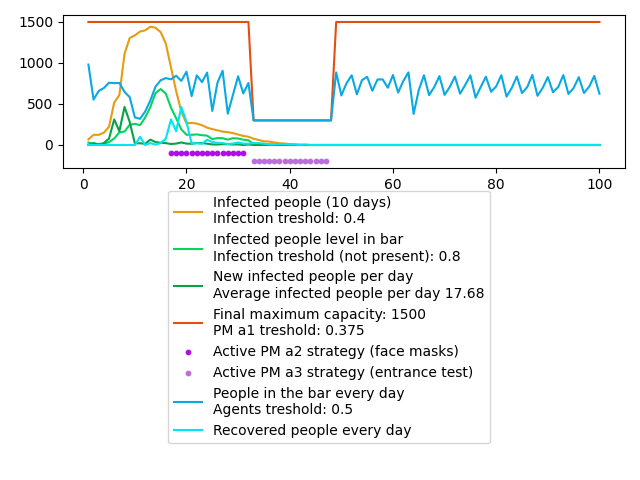 1500
1000
500
0
0
20
40
60
80
100
Infected people (10 days)
Infection treshold: 0.4
Infected people level in bar
Infection treshold (not present): 0.8
New infected people per day
Average infected people per day 17.68
Final maximum capacity: 1500
PM a1 treshold: 0.375
Active PM a2 strategy (face masks)
Active PM a3 strategy (entrance test)
People in the bar every day
Agents treshold: 0.5
Recovered people every day